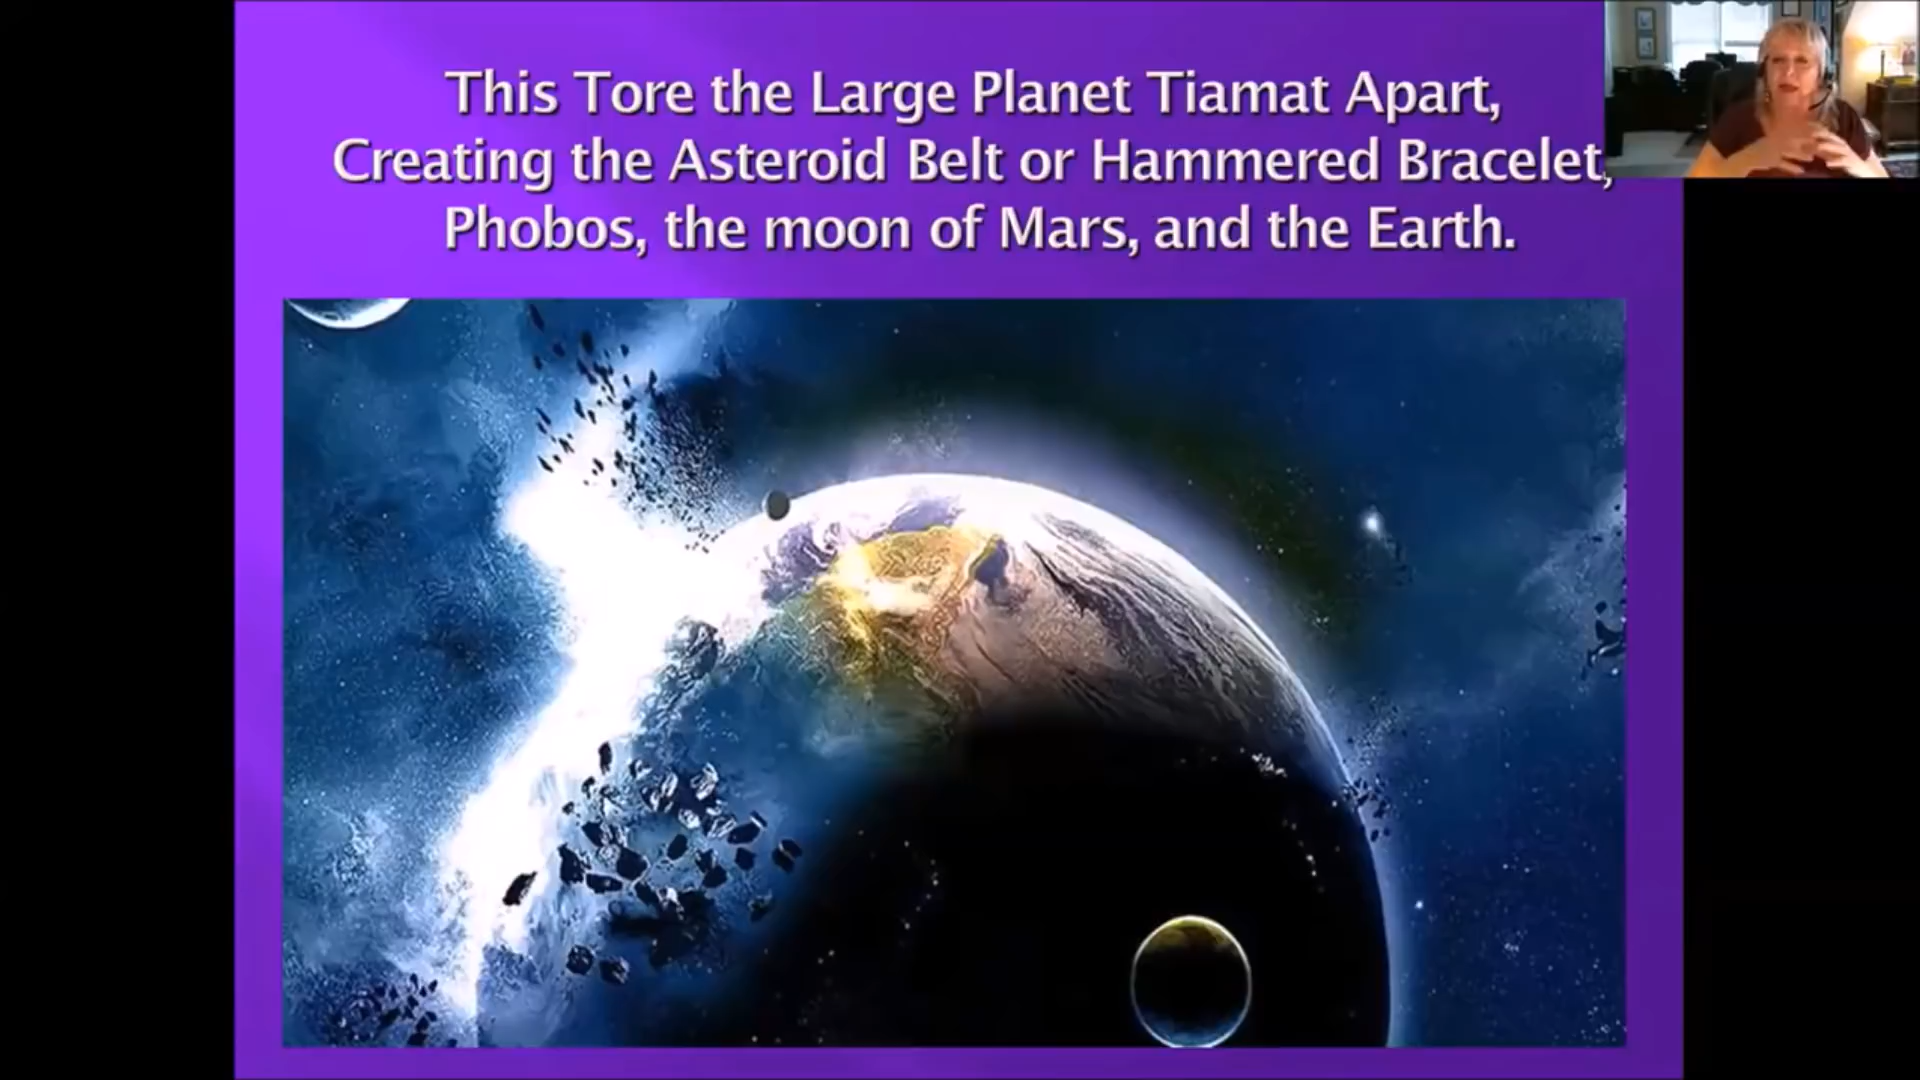 This Tore the Large Planet Tiamat Apart,
Creating the Asteroid Belt or Hammered Bracelet,
Phobos, the moon of Mars, and the Earth.